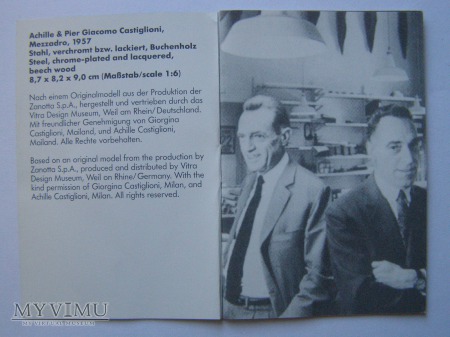 Achille & Pier Giacomo Castiglioni,
Mezzadro, 1957
Stahl, verchromt bzw. lackiert, Buchenholz
Steel, chrome-plated and lacquered,
beech wood
8,7 x 8,2 x 9,0 cm (Maßstab/scale 1:6)
Nach einem Originalmodell aus der Produktion der
Zanotta S.p.A., hergestellt und vertrieben durch das
Vitra Design Museum, Weil am Rhein/Deutschland.
Mit freundlicher Genehmigung von Giorgina
Castiglioni, Mailand, und Achille Castiglioni,
Mailand. Alle Rechte vorbehalten.
Based on an original model from the production by
Zanotta S.p.A., produced and distributed by Vitra
Design Museum, Weil on Rhine/Germany. With the
kind permission of Giorgina Castiglioni, Milan, and
Achille Castiglioni, Milan. All rights reserved.
MYVIMU
MY VIRTUAL MUSEUM